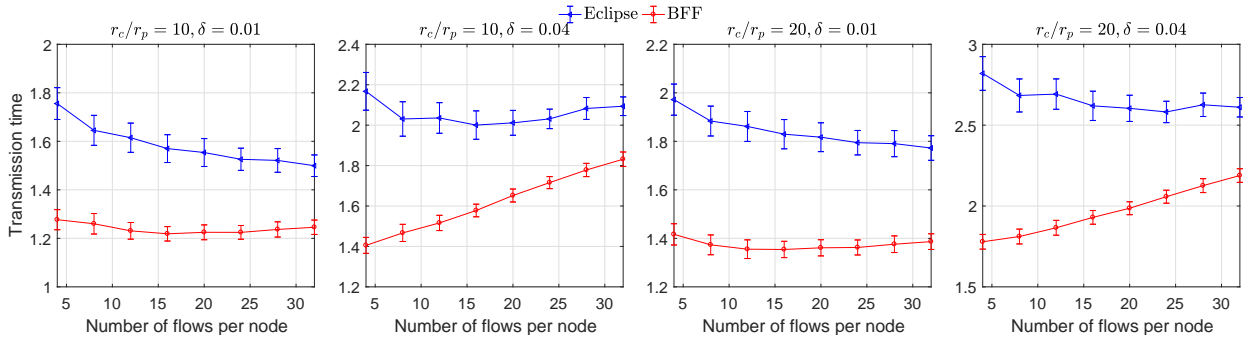 Eclipse BFF
r_c/r_p = 10, δ = 0.01
r_c/r_p = 10, δ = 0.04
r_c/r_p = 20, δ = 0.01
r_c/r_p = 20, δ = 0.04
Transmission time
2
1.8
1.6
1.4
1.2
1
5 10 15 20 25 30
Number of flows per node
2.4
2.2
2
1.8
1.6
1.4
1.2
5 10 15 20 25 30
Number of flows per node
2.2
2
1.8
1.6
1.4
1.2
5 10 15 20 25 30
Number of flows per node
3
2.5
2
1.5
5 10 15 20 25 30
Number of flows per node